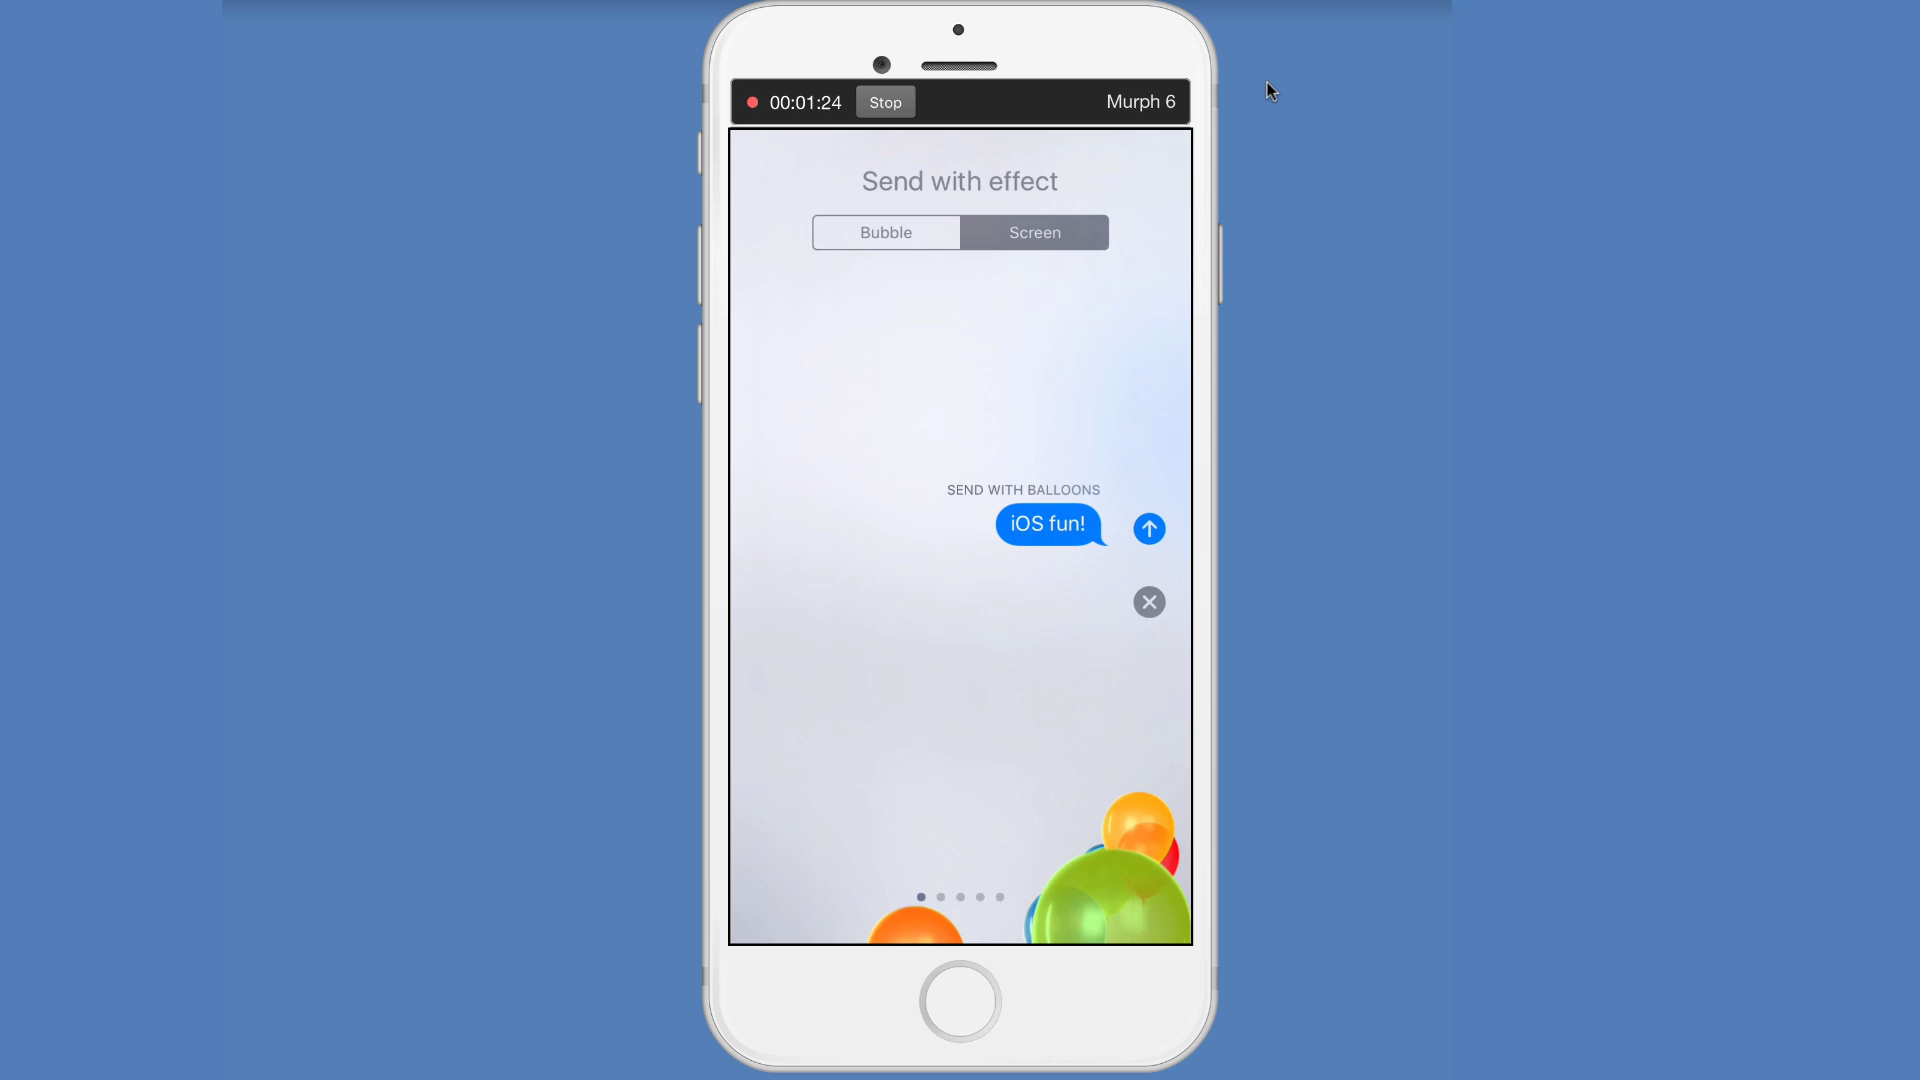 00:01:24 Stop Murph 6
Send with effect
Bubble Screen
SEND WITH BALLOONS
iOS fun!